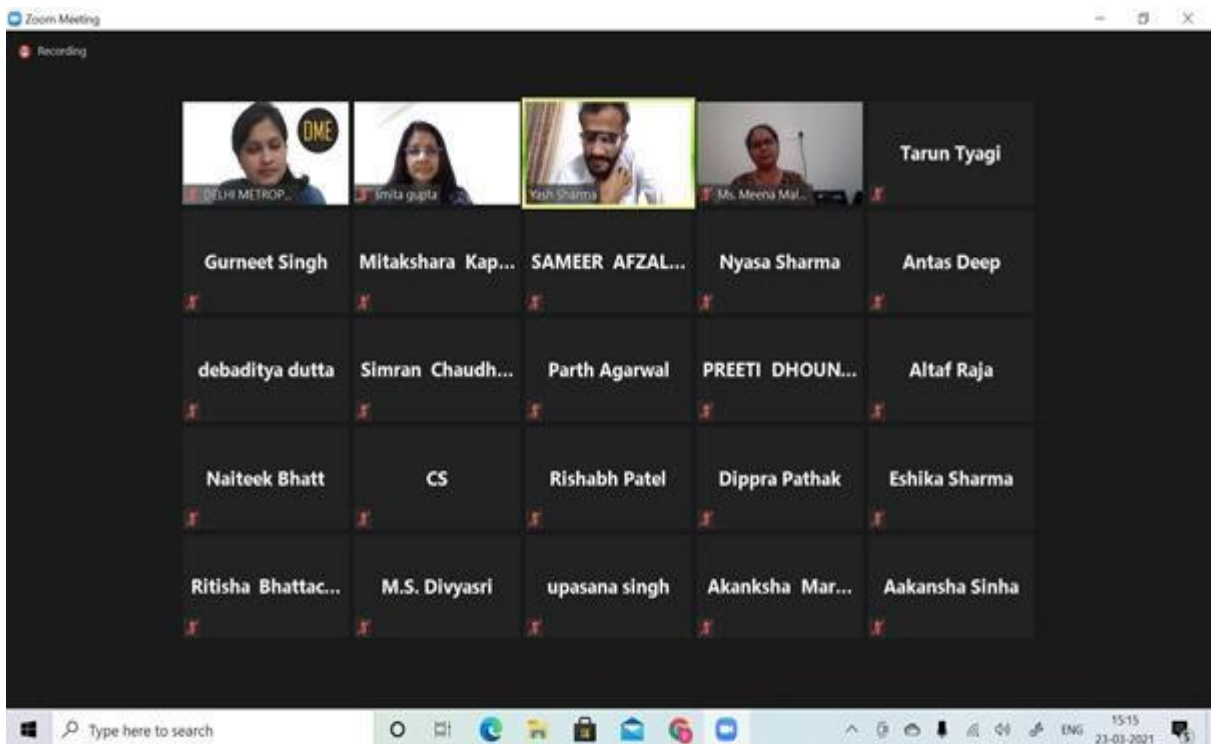 Zoom Meeting
Recording
DME
DELHI METROP...
smita gupta
Yash Sharma
Ms. Meena Mal...
Tarun Tyagi
Gurneet Singh
Mitakshara Kap...
SAMEER AFZAL...
Nyasa Sharma
Antas Deep
debaditya dutta
Simran Chaudh...
Parth Agarwal
PREETI DHOUN...
Altaf Raja
Naiteek Bhatt
CS
Rishabh Patel
Dippra Pathak
Eshika Sharma
Ritisha Bhattac...
M.S. Divyasri
upasana singh
Akanksha Mar...
Aakansha Sinha
Type here to search
ENG
15:15
23-03-2021
5